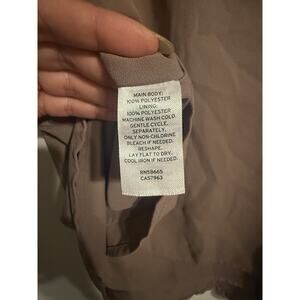 MAIN BODY:
100% POLYESTER
LINING:
100% POLYESTER
MACHINE WASH COLD.
GENTLE CYCLE.
SEPARATELY.
ONLY NON-CHLORINE
BLEACH IF NEEDED.
RESHAPE.
LAY FLAT TO DRY.
COOL IRON IF NEEDED.
RN58665
CA57963